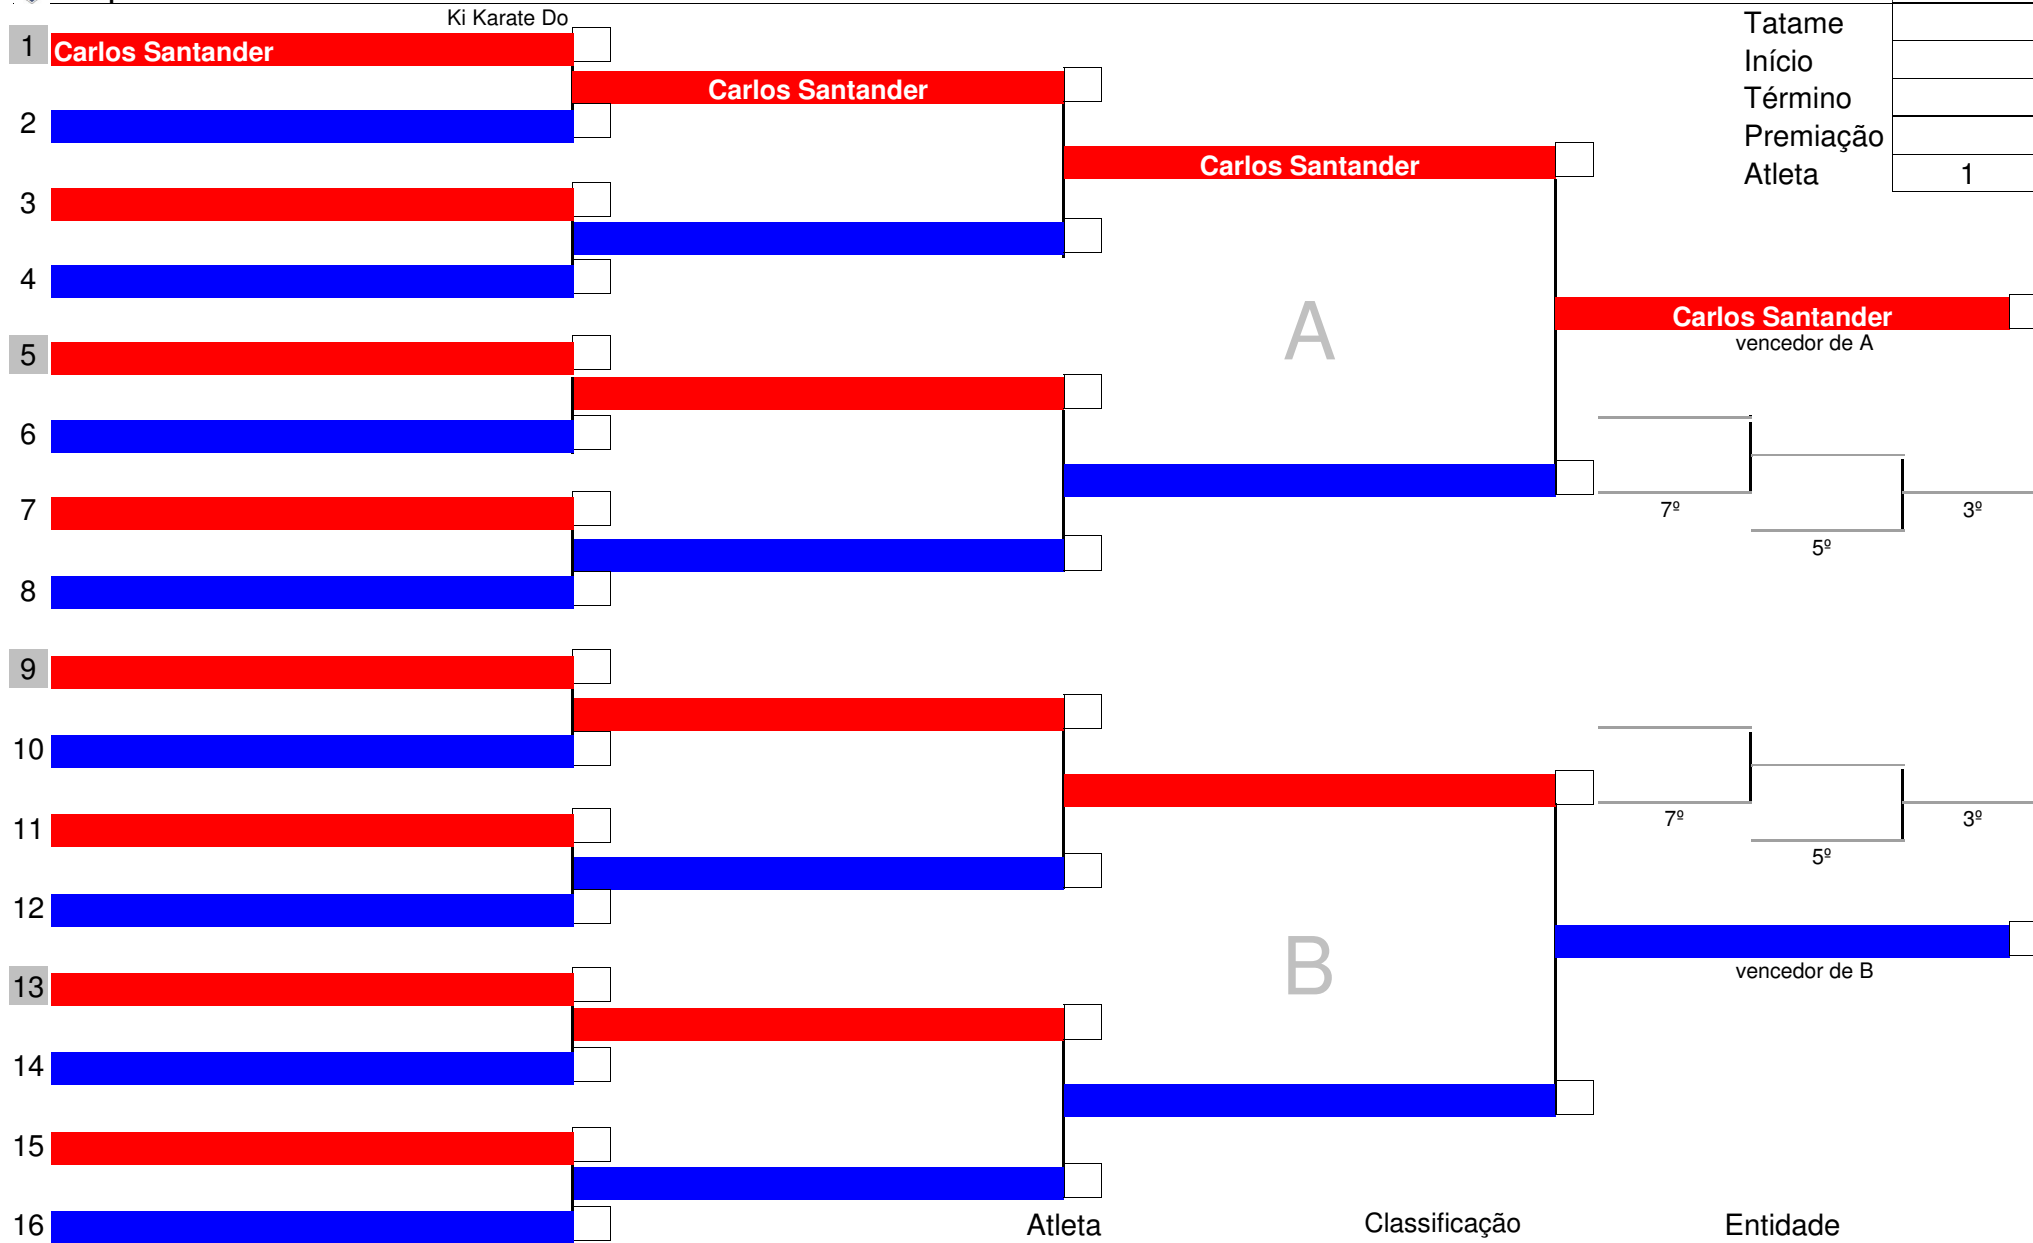 Ki Karate Do
Tatame
1 Carlos Santander
Início
Carlos Santander
Término
2
Premiação
Carlos Santander
Atleta 1
3
4
Carlos Santander
A
vencedor de A
5
6
7
7º 3º
5º
8
9
10
7º 3º
11
5º
12
B
vencedor de B
13
14
15
16
Atleta Classificação Entidade